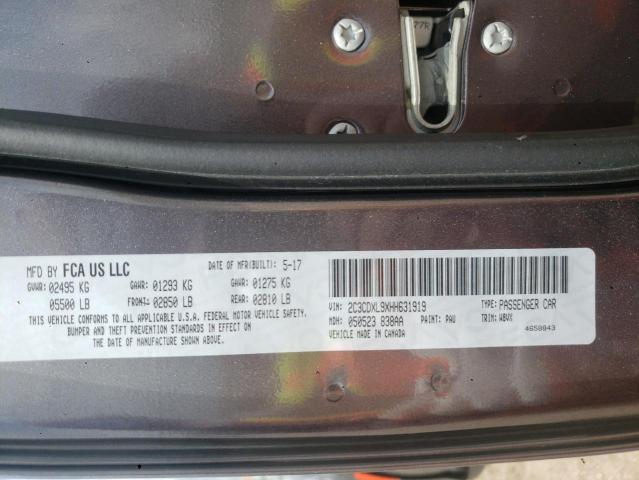 77R
MFD BY FCA US LLC DATE OF MFR(BUILT): 5-17
GVWR: 02495 KG GAWR: 01293 KG GAWR: 01275 KG
05500 LB FRONT: 02850 LB REAR: 02810 LB
THIS VEHICLE CONFORMS TO ALL APPLICABLE U.S.A. FEDERAL MOTOR VEHICLE SAFETY,
BUMPER AND THEFT PREVENTION STANDARDS IN EFFECT ON
THE DATE OF MANUFACTURE SHOWN ABOVE.
VIN: 2C3CDXL9XHH631919 TYPE: PASSENGER CAR
MDH: 050523 838AA PAINT: PAU TRIM: WBVX
VEHICLE MADE IN CANADA 4658843